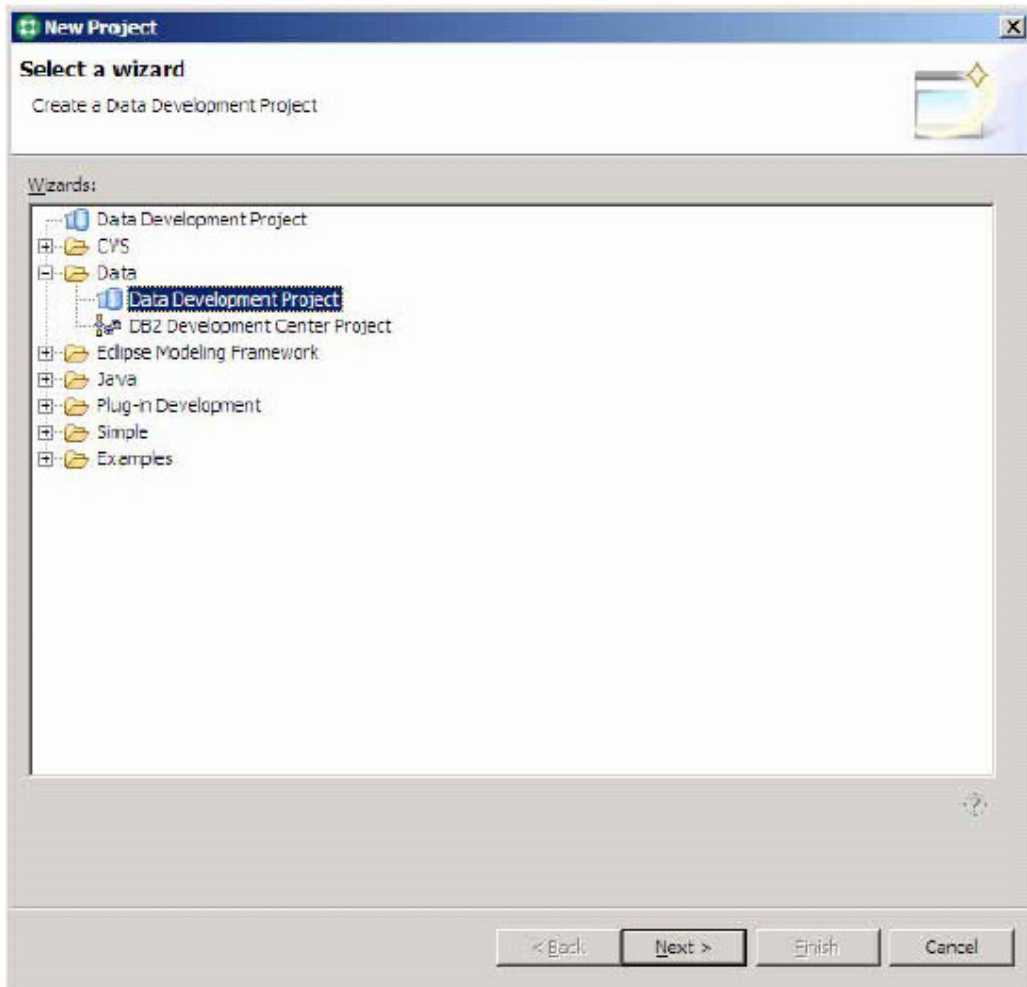 New Project
Select a wizard
Create a Data Development Project
Wizards:
Data Development Project
CVS
Data
Data Development Project
DB2 Development Center Project
Eclipse Modeling Framework
Java
Plug-in Development
Simple
Examples
< Back
Next >
Finish
Cancel